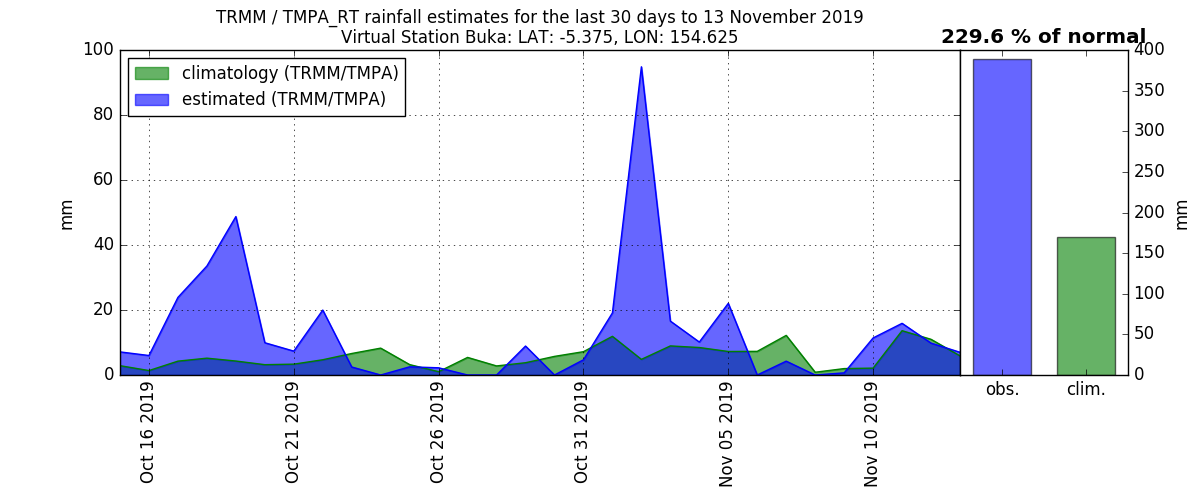 TRMM / TMPA_RT rainfall estimates for the last 30 days to 13 November 2019
Virtual Station Buka: LAT: -5.375, LON: 154.625
229.6 % of normal
climatology (TRMM/TMPA)
estimated (TRMM/TMPA)
100
80
60
40
20
0
mm
Oct 16 2019
Oct 21 2019
Oct 26 2019
Oct 31 2019
Nov 05 2019
Nov 10 2019
400
350
300
250
200
150
100
50
0
mm
obs.
clim.